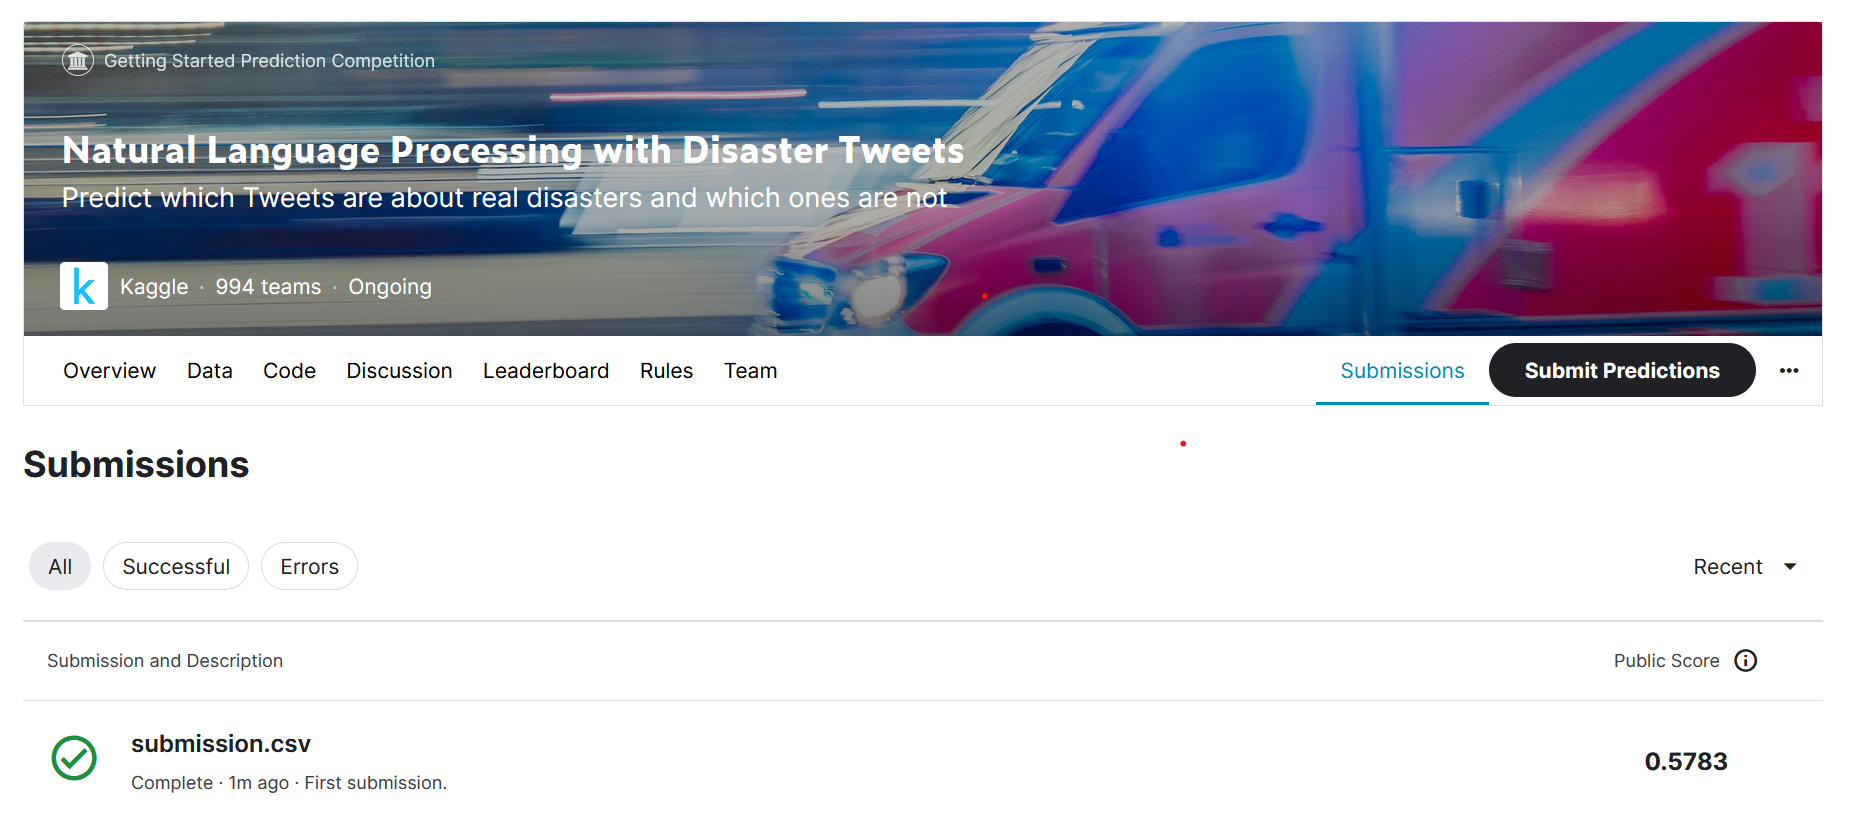 Getting Started Prediction Competition
Natural Language Processing with Disaster Tweets
Predict which Tweets are about real disasters and which ones are not
k Kaggle · 994 teams · Ongoing
Overview Data Code Discussion Leaderboard Rules Team Submissions Submit Predictions ···
Submissions
All Successful Errors Recent
Submission and Description Public Score
submission.csv 0.5783
Complete · 1m ago · First submission.